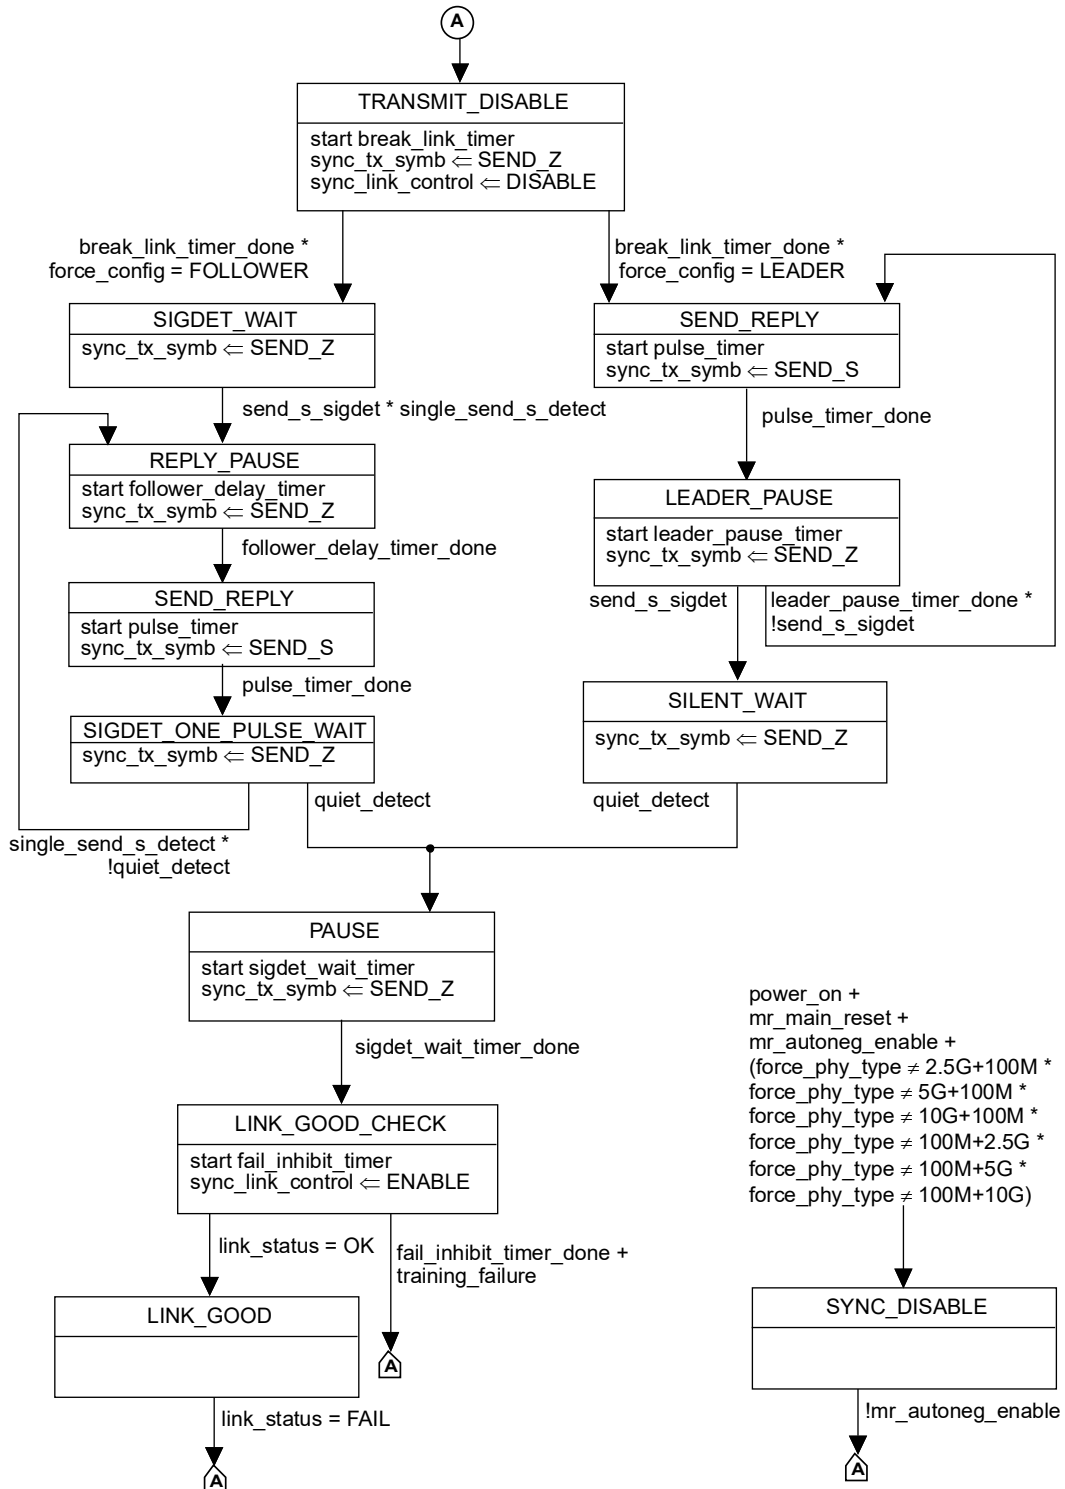 A
TRANSMIT_DISABLE
start break_link_timer
sync_tx_symb ⇐ SEND_Z
sync_link_control ⇐ DISABLE
break_link_timer_done *
force_config = FOLLOWER
break_link_timer_done *
force_config = LEADER
SIGDET_WAIT
sync_tx_symb ⇐ SEND_Z
SEND_REPLY
start pulse_timer
sync_tx_symb ⇐ SEND_S
send_s_sigdet * single_send_s_detect
pulse_timer_done
REPLY_PAUSE
start follower_delay_timer
sync_tx_symb ⇐ SEND_Z
LEADER_PAUSE
start leader_pause_timer
sync_tx_symb ⇐ SEND_Z
follower_delay_timer_done
SEND_REPLY
start pulse_timer
sync_tx_symb ⇐ SEND_S
send_s_sigdet
leader_pause_timer_done *
!send_s_sigdet
pulse_timer_done
SIGDET_ONE_PULSE_WAIT
sync_tx_symb ⇐ SEND_Z
SILENT_WAIT
sync_tx_symb ⇐ SEND_Z
quiet_detect
quiet_detect
single_send_s_detect *
!quiet_detect
PAUSE
start sigdet_wait_timer
sync_tx_symb ⇐ SEND_Z
sigdet_wait_timer_done
power_on +
mr_main_reset +
mr_autoneg_enable +
(force_phy_type ≠ 2.5G+100M *
force_phy_type ≠ 5G+100M *
force_phy_type ≠ 10G+100M *
force_phy_type ≠ 100M+2.5G *
force_phy_type ≠ 100M+5G *
force_phy_type ≠ 100M+10G)
LINK_GOOD_CHECK
start fail_inhibit_timer
sync_link_control ⇐ ENABLE
link_status = OK
fail_inhibit_timer_done +
training_failure
LINK_GOOD
A
SYNC_DISABLE
link_status = FAIL
!mr_autoneg_enable
A
A